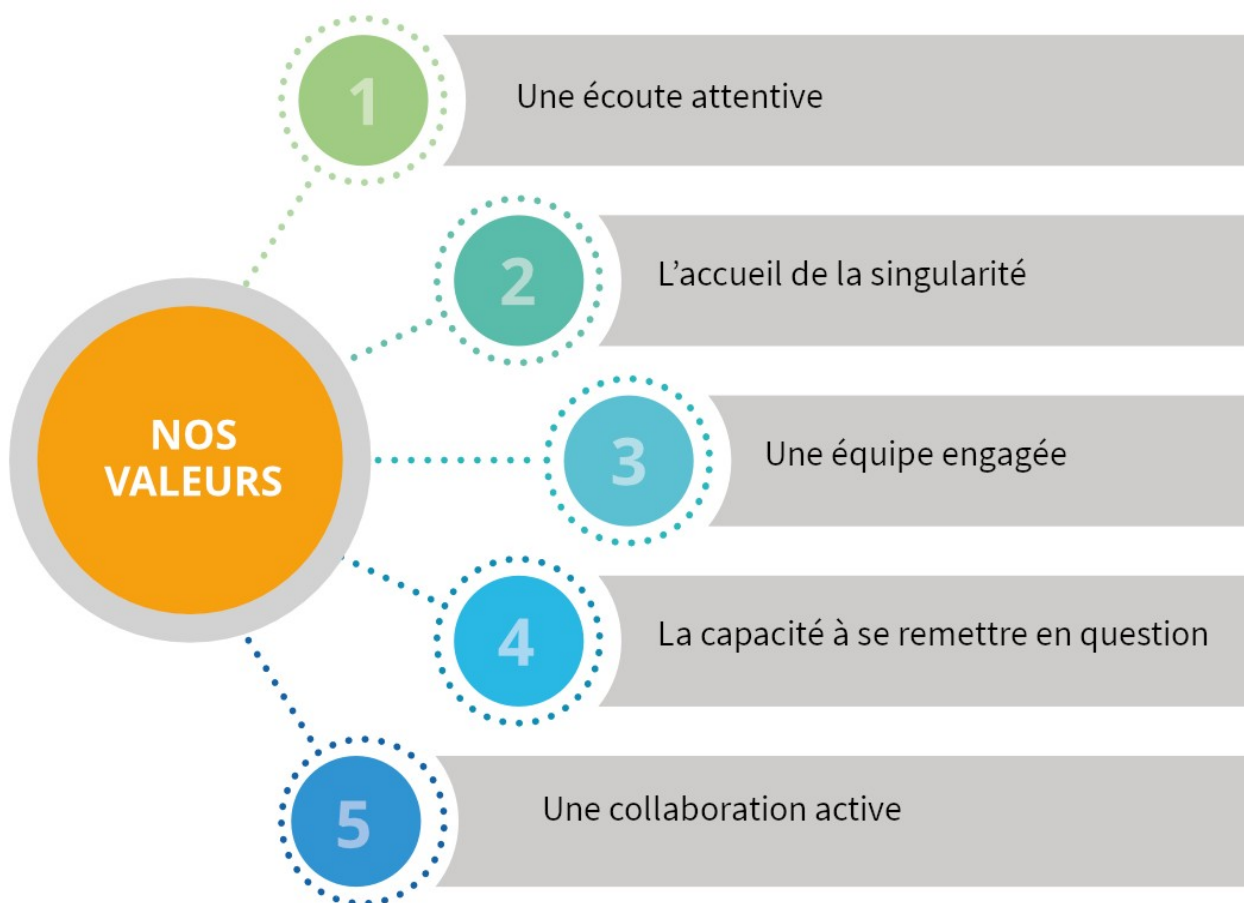 1
Une écoute attentive
2
L’accueil de la singularité
NOS
VALEURS
3
Une équipe engagée
4
La capacité à se remettre en question
5
Une collaboration active